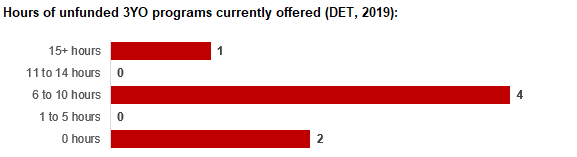 Hours of unfunded 3YO programs currently offered (DET, 2019):
15+ hours 1
11 to 14 hours 0
6 to 10 hours 4
1 to 5 hours 0
0 hours 2